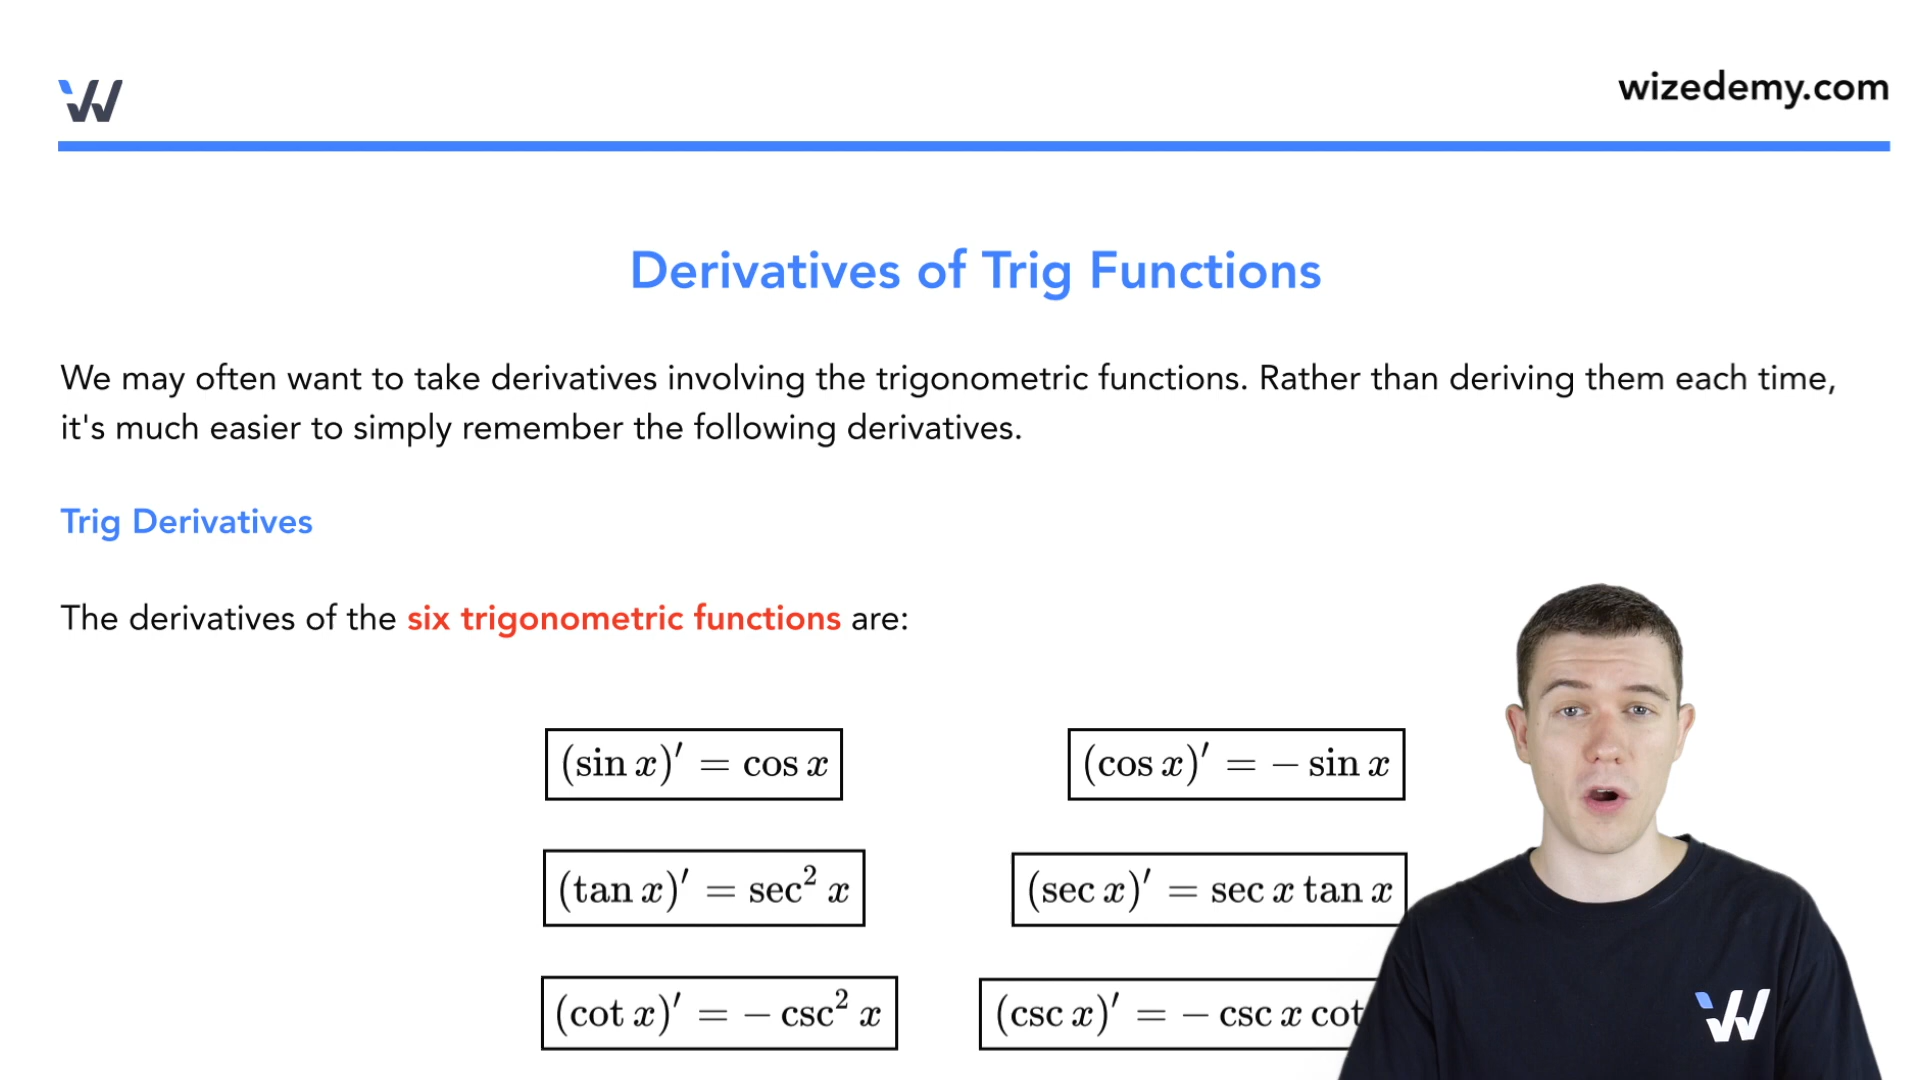 wizedemy.com
Derivatives of Trig Functions
We may often want to take derivatives involving the trigonometric functions. Rather than deriving them each time,
it's much easier to simply remember the following derivatives.
Trig Derivatives
The derivatives of the six trigonometric functions are:
(sin x)′ = cos x
(cos x)′ = − sin x
(tan x)′ = sec² x
(sec x)′ = sec x tan x
(cot x)′ = − csc² x
(csc x)′ = − csc x cot